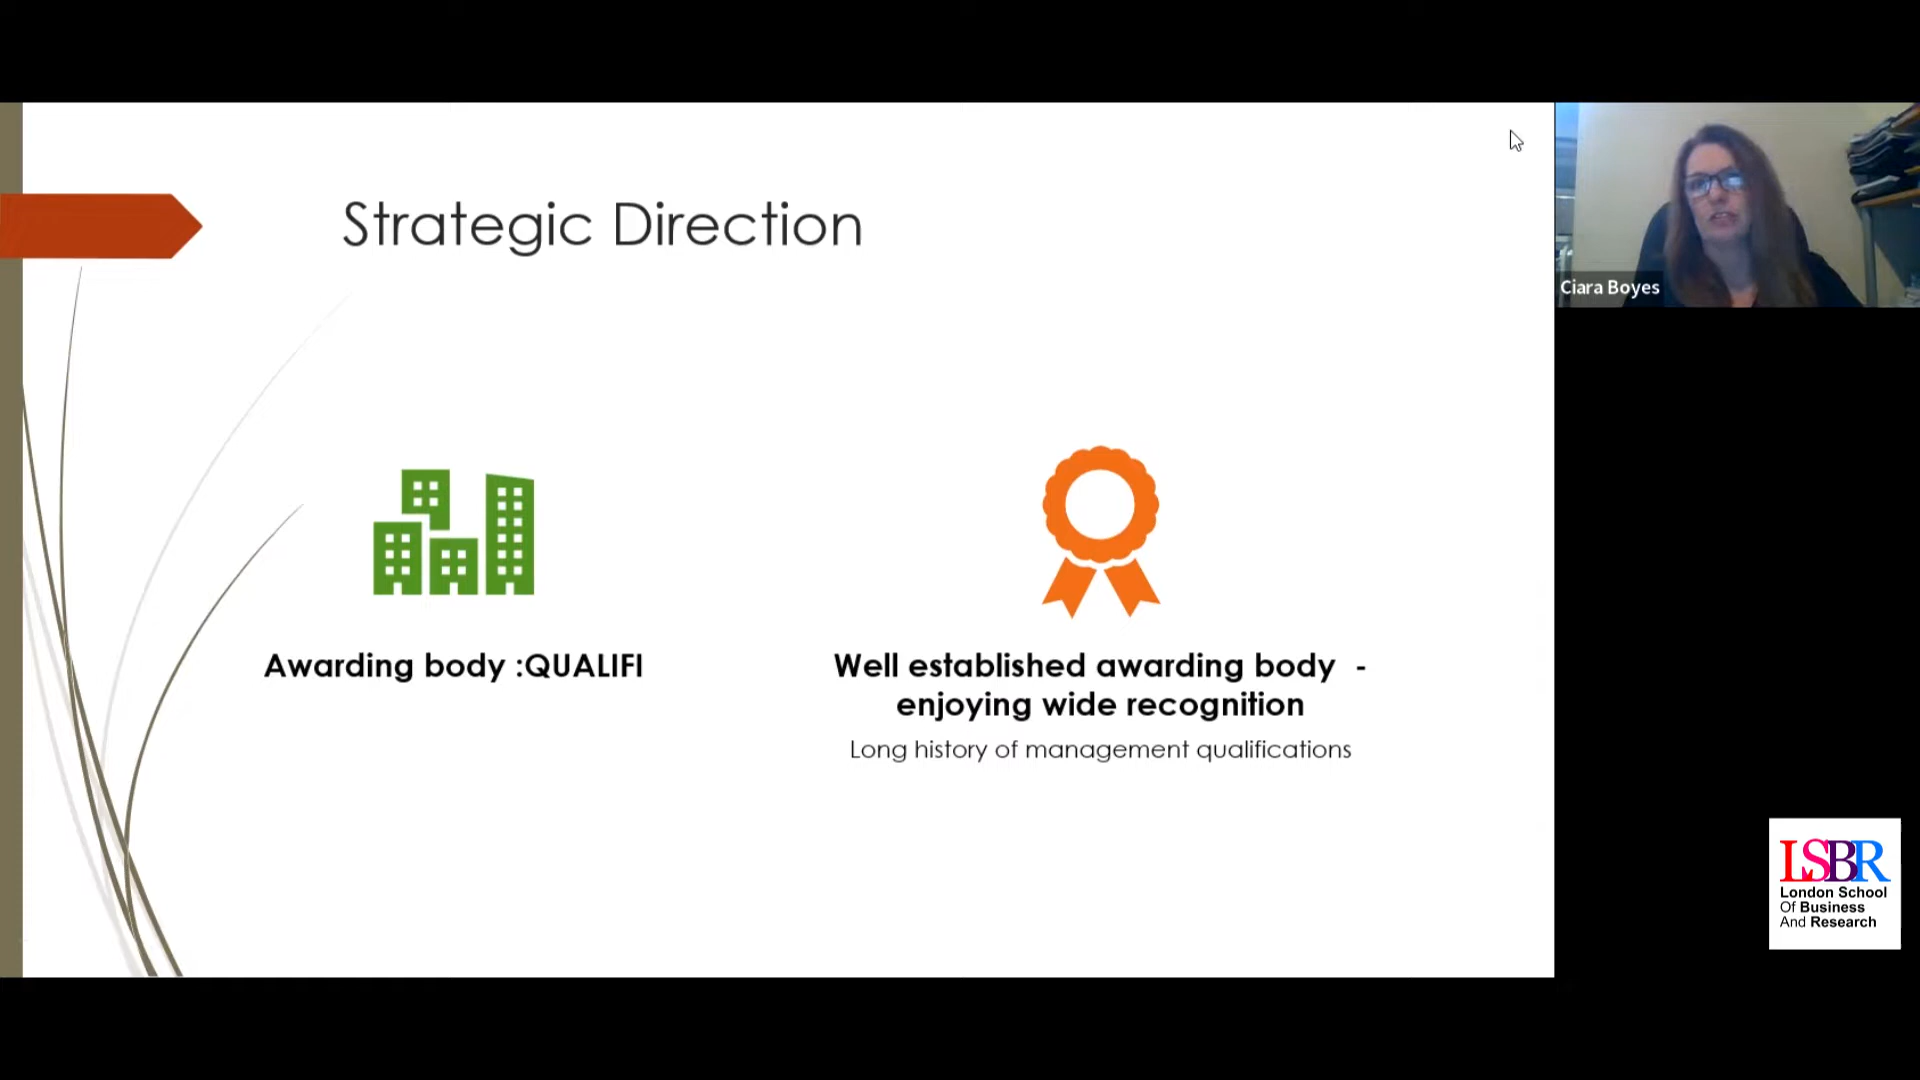 Strategic Direction
Awarding body :QUALIFI
Well established awarding body -
enjoying wide recognition
Long history of management qualifications
Ciara Boyes
LSBR
London School
Of Business
And Research